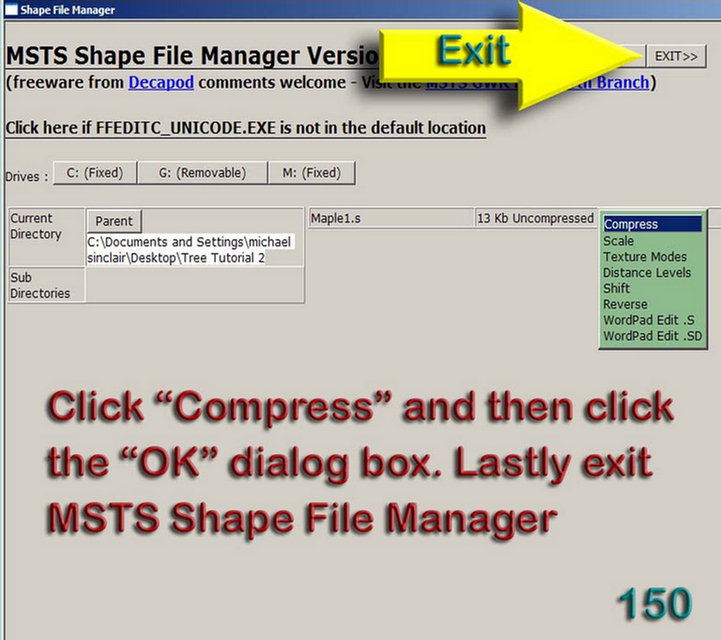 Shape File Manager
MSTS Shape File Manager Versio
Exit
EXIT>>
(freeware from Decapod comments welcome - Visit the MSTS GWR Branch)
Click here if FFEDITC_UNICODE.EXE is not in the default location
Drives : C: (Fixed) G: (Removable) M: (Fixed)
Current Directory
Parent
C:\Documents and Settings\michael
sinclair\Desktop\Tree Tutorial 2
Sub Directories
Maple1.s
13 Kb Uncompressed
Compress
Scale
Texture Modes
Distance Levels
Shift
Reverse
WordPad Edit .S
WordPad Edit .SD
Click “Compress” and then click
the “OK” dialog box. Lastly exit
MSTS Shape File Manager
150